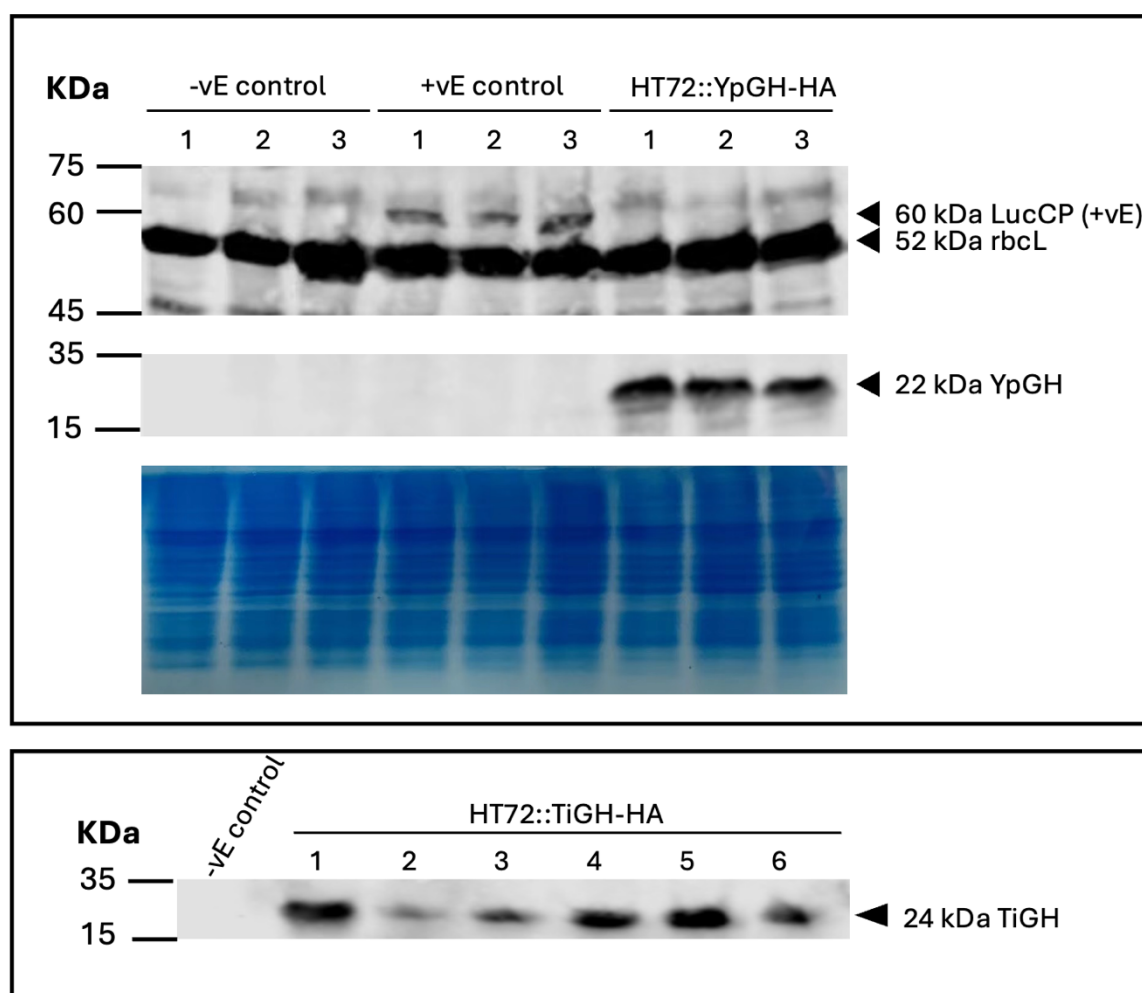 KDa
-vE control +vE control HT72::YpGH-HA
1 2 3 1 2 3 1 2 3
75
60
60 kDa LucCP (+vE)
52 kDa rbcL
45
35
22 kDa YpGH
15
-vE control
HT72::TiGH-HA
KDa
1 2 3 4 5 6
35
24 kDa TiGH
15